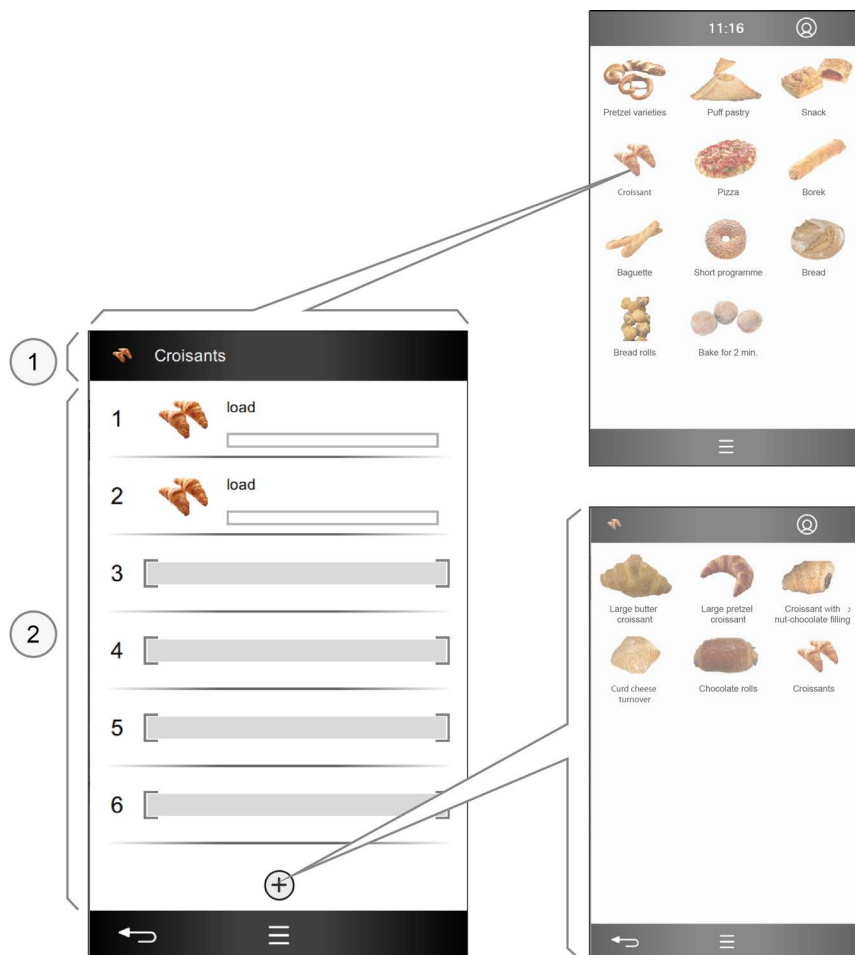 11:16
Pretzel varieties
Puff pastry
Snack
Croissant
Pizza
Borek
Baguette
Short programme
Bread
Bread rolls
Bake for 2 min.
1
Croisants
2
1
load
2
load
3
4
5
6
Large butter
croissant
Large pretzel
croissant
Croissant with
nut-chocolate filling
Curd cheese
turnover
Chocolate rolls
Croissants